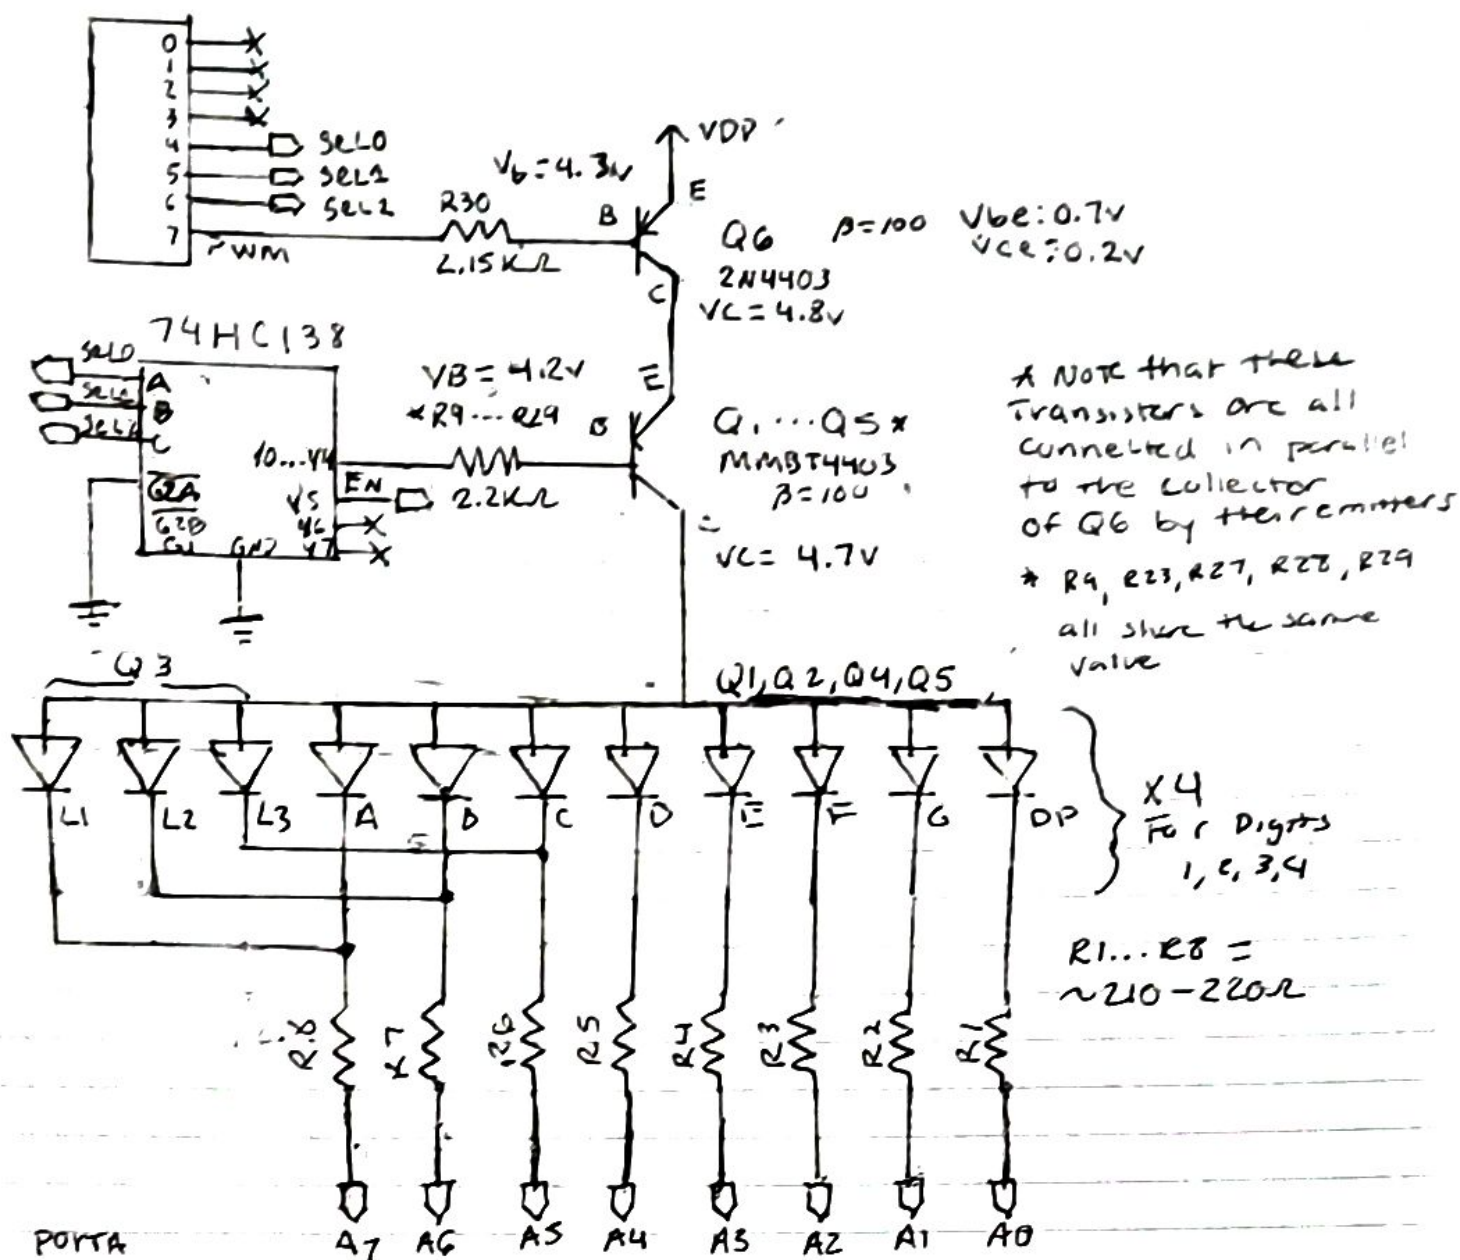 0
1
2
3
4 SEL0
5 SEL1
6 SEL2
7 ~WM
R30
2.15KΩ
Vb=4.3v
VDD
E
B
C
Q6
2N4403
VC=4.8v
β=100
Vbe:0.7v
Vce:0.2v
74HC138
SEL0
A
B
C
G2A
G2B
G1
GND
Y5
Y6
Y7
EN
VB=4.2v
*R9...R29
2.2KΩ
E
B
Q1...Q5*
MMBT4403
β=100
VC=4.7v
* NOTE that these
Transistors are all
connected in parallel
to the collector
of Q6 by their emitters
* R9, R23, R27, R28, R29
all share the same
value
Q3
Q1, Q2, Q4, Q5
L1
L2
L3
A
B
C
D
E
F
G
DP
X4
For Digits
1, 2, 3, 4
R1...R8 =
~210-220Ω
R8
R7
R6
R5
R4
R3
R2
R1
PORTA
A7
A6
A5
A4
A3
A2
A1
A0